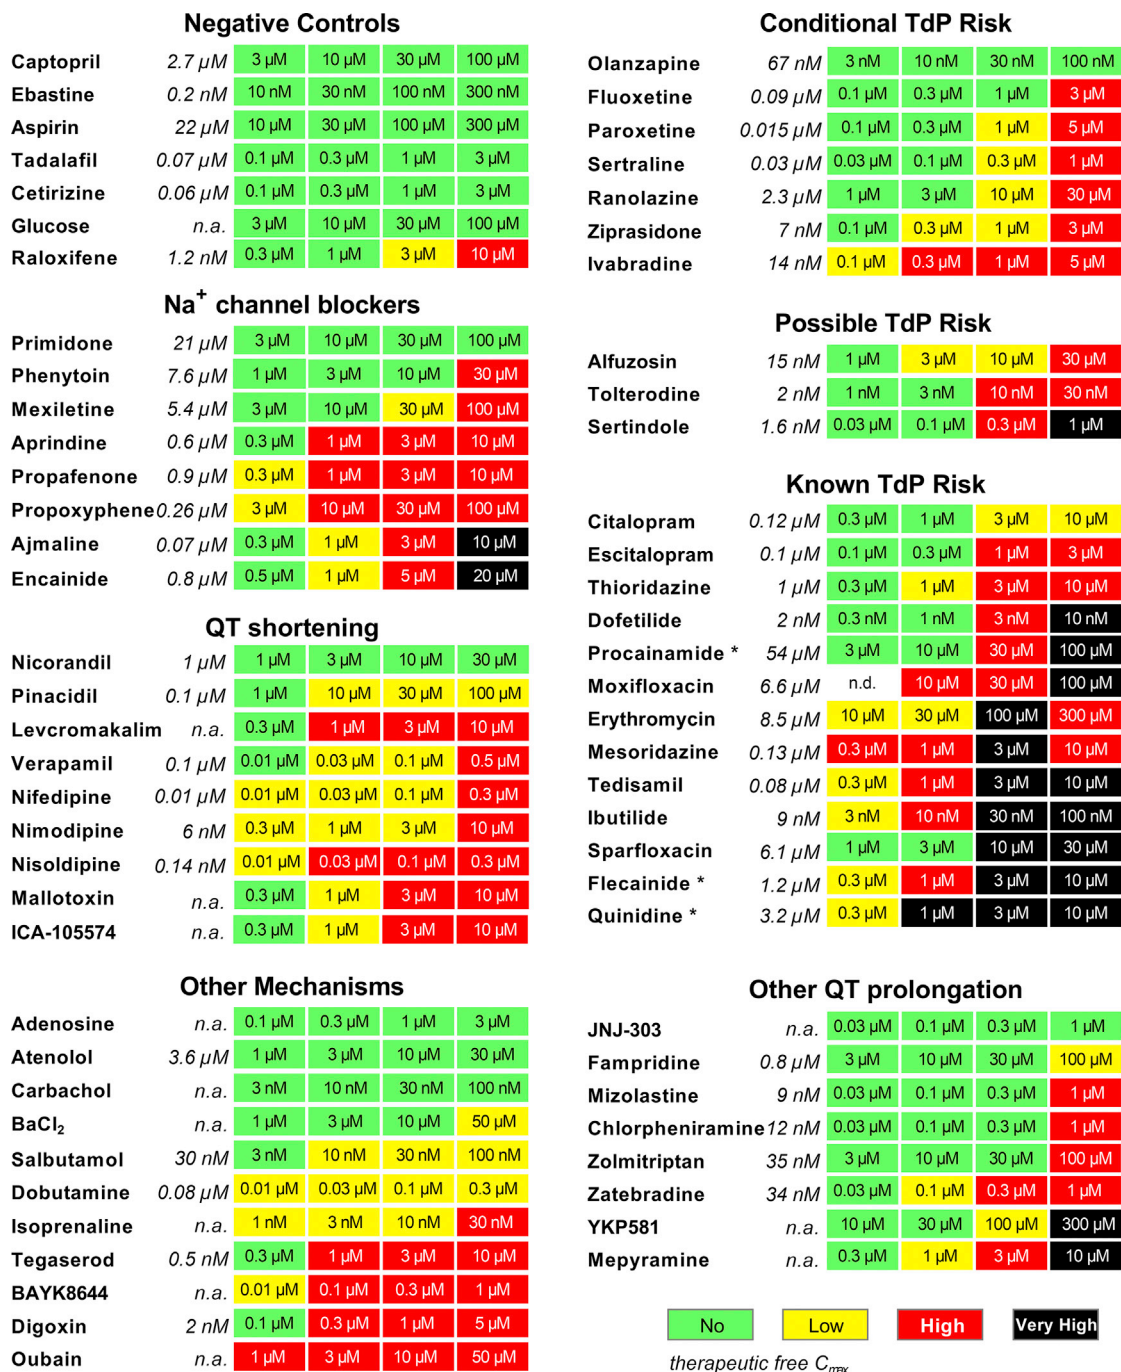 Negative Controls
Captopril 2.7 µM 3 µM 10 µM 30 µM 100 µM
Ebastine 0.2 nM 10 nM 30 nM 100 nM 300 nM
Aspirin 22 µM 10 µM 30 µM 100 µM 300 µM
Tadalafil 0.07 µM 0.1 µM 0.3 µM 1 µM 3 µM
Cetirizine 0.06 µM 0.1 µM 0.3 µM 1 µM 3 µM
Glucose n.a. 3 µM 10 µM 30 µM 100 µM
Raloxifene 1.2 nM 0.3 µM 1 µM 3 µM 10 µM
Na+ channel blockers
Primidone 21 µM 3 µM 10 µM 30 µM 100 µM
Phenytoin 7.6 µM 1 µM 3 µM 10 µM 30 µM
Mexiletine 5.4 µM 3 µM 10 µM 30 µM 100 µM
Aprindine 0.6 µM 0.3 µM 1 µM 3 µM 10 µM
Propafenone 0.9 µM 0.3 µM 1 µM 3 µM 10 µM
Propoxyphene 0.26 µM 3 µM 10 µM 30 µM 100 µM
Ajmaline 0.07 µM 0.3 µM 1 µM 3 µM 10 µM
Encainide 0.8 µM 0.5 µM 1 µM 5 µM 20 µM
QT shortening
Nicorandil 1 µM 1 µM 3 µM 10 µM 30 µM
Pinacidil 0.1 µM 1 µM 10 µM 30 µM 100 µM
Levcromakalim n.a. 0.3 µM 1 µM 3 µM 10 µM
Verapamil 0.1 µM 0.01 µM 0.03 µM 0.1 µM 0.5 µM
Nifedipine 0.01 µM 0.01 µM 0.03 µM 0.1 µM 0.3 µM
Nimodipine 6 nM 0.3 µM 1 µM 3 µM 10 µM
Nisoldipine 0.14 nM 0.01 µM 0.03 µM 0.1 µM 0.3 µM
Mallotoxin n.a. 0.3 µM 1 µM 3 µM 10 µM
ICA-105574 n.a. 0.3 µM 1 µM 3 µM 10 µM
Other Mechanisms
Adenosine n.a. 0.1 µM 0.3 µM 1 µM 3 µM
Atenolol 3.6 µM 1 µM 3 µM 10 µM 30 µM
Carbachol n.a. 3 nM 10 nM 30 nM 100 nM
BaCl2 n.a. 1 µM 3 µM 10 µM 50 µM
Salbutamol 30 nM 3 nM 10 nM 30 nM 100 nM
Dobutamine 0.08 µM 0.01 µM 0.03 µM 0.1 µM 0.3 µM
Isoprenaline n.a. 1 nM 3 nM 10 nM 30 nM
Tegaserod 0.5 nM 0.3 µM 1 µM 3 µM 10 µM
BAYK8644 n.a. 0.01 µM 0.1 µM 0.3 µM 1 µM
Digoxin 2 nM 0.1 µM 0.3 µM 1 µM 5 µM
Oubain n.a. 1 µM 3 µM 10 µM 50 µM
Conditional TdP Risk
Olanzapine 67 nM 3 nM 10 nM 30 nM 100 nM
Fluoxetine 0.09 µM 0.1 µM 0.3 µM 1 µM 3 µM
Paroxetine 0.015 µM 0.1 µM 0.3 µM 1 µM 5 µM
Sertraline 0.03 µM 0.03 µM 0.1 µM 0.3 µM 1 µM
Ranolazine 2.3 µM 1 µM 3 µM 10 µM 30 µM
Ziprasidone 7 nM 0.1 µM 0.3 µM 1 µM 3 µM
Ivabradine 14 nM 0.1 µM 0.3 µM 1 µM 5 µM
Possible TdP Risk
Alfuzosin 15 nM 1 µM 3 µM 10 µM 30 µM
Tolterodine 2 nM 1 nM 3 nM 10 nM 30 nM
Sertindole 1.6 nM 0.03 µM 0.1 µM 0.3 µM 1 µM
Known TdP Risk
Citalopram 0.12 µM 0.3 µM 1 µM 3 µM 10 µM
Escitalopram 0.1 µM 0.1 µM 0.3 µM 1 µM 3 µM
Thioridazine 1 µM 0.3 µM 1 µM 3 µM 10 µM
Dofetilide 2 nM 0.3 nM 1 nM 3 nM 10 nM
Procainamide * 54 µM 3 µM 10 µM 30 µM 100 µM
Moxifloxacin 6.6 µM n.d. 10 µM 30 µM 100 µM
Erythromycin 8.5 µM 10 µM 30 µM 100 µM 300 µM
Mesoridazine 0.13 µM 0.3 µM 1 µM 3 µM 10 µM
Tedisamil 0.08 µM 0.3 µM 1 µM 3 µM 10 µM
Ibutilide 9 nM 3 nM 10 nM 30 nM 100 nM
Sparfloxacin 6.1 µM 1 µM 3 µM 10 µM 30 µM
Flecainide * 1.2 µM 0.3 µM 1 µM 3 µM 10 µM
Quinidine * 3.2 µM 0.3 µM 1 µM 3 µM 10 µM
Other QT prolongation
JNJ-303 n.a. 0.03 µM 0.1 µM 0.3 µM 1 µM
Fampridine 0.8 µM 3 µM 10 µM 30 µM 100 µM
Mizolastine 9 nM 0.03 µM 0.1 µM 0.3 µM 1 µM
Chlorpheniramine 12 nM 0.03 µM 0.1 µM 0.3 µM 1 µM
Zolmitriptan 35 nM 3 µM 10 µM 30 µM 100 µM
Zatebradine 34 nM 0.03 µM 0.1 µM 0.3 µM 1 µM
YKP581 n.a. 10 µM 30 µM 100 µM 300 µM
Mepyramine n.a. 0.3 µM 1 µM 3 µM 10 µM
No Low High Very High
therapeutic free Cmax